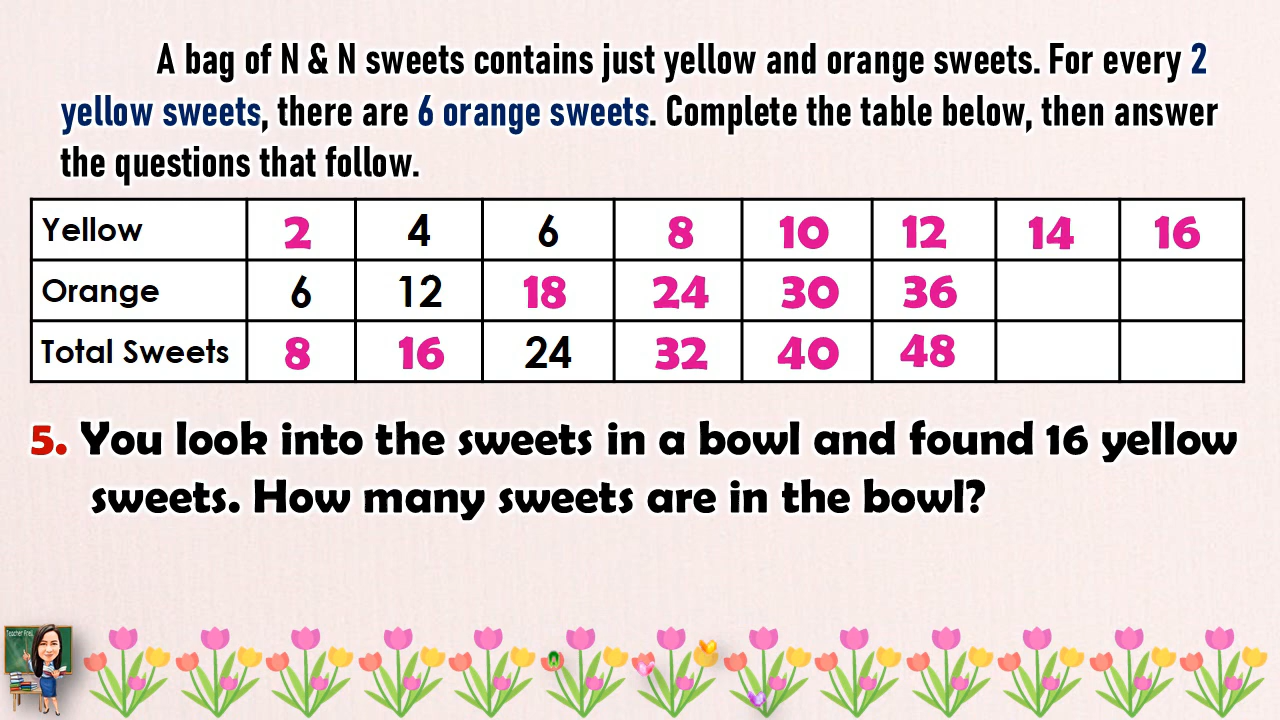 A bag of N & N sweets contains just yellow and orange sweets. For every 2
yellow sweets, there are 6 orange sweets. Complete the table below, then answer
the questions that follow.
Yellow 2 4 6 8 10 12 14 16
Orange 6 12 18 24 30 36
Total Sweets 8 16 24 32 40 48
5. You look into the sweets in a bowl and found 16 yellow
sweets. How many sweets are in the bowl?